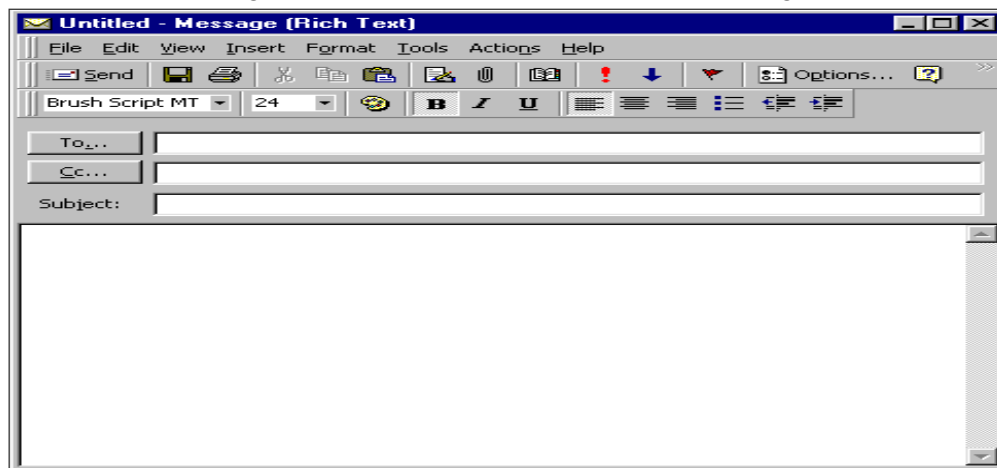 Untitled - Message (Rich Text)
File Edit View Insert Format Tools Actions Help
Send Options...
Brush Script MT 24 B I U
To...
Cc...
Subject: